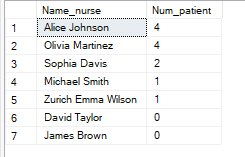 Name_nurse Num_patient
1 Alice Johnson 4
2 Olivia Martinez 4
3 Sophia Davis 2
4 Michael Smith 1
5 Zurich Emma Wilson 1
6 David Taylor 0
7 James Brown 0